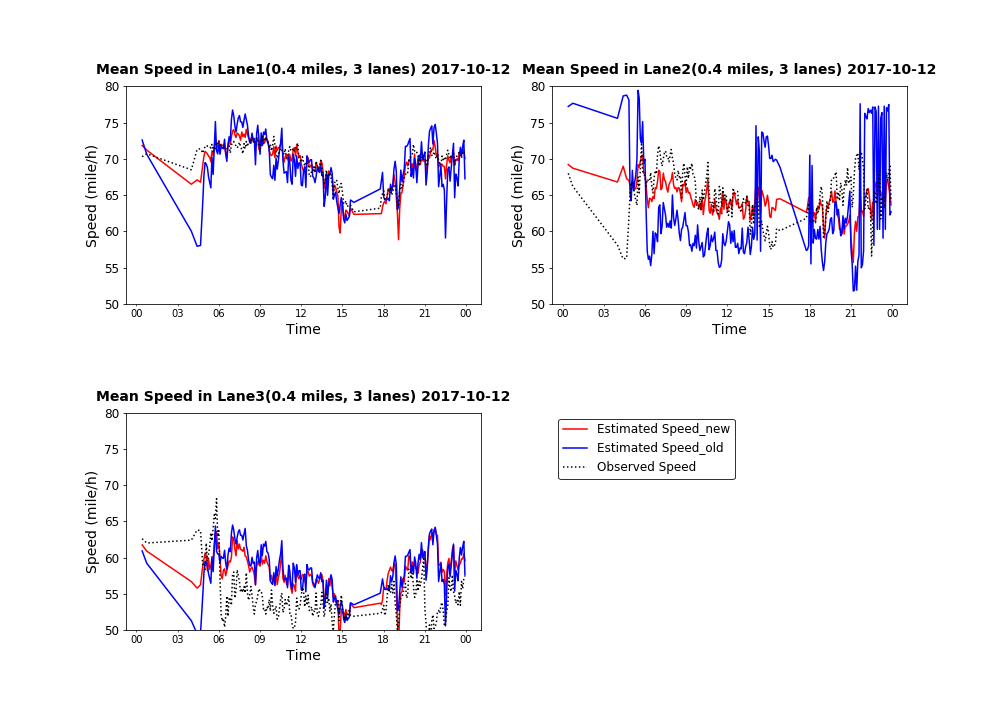 Mean Speed in Lane1(0.4 miles, 3 lanes) 2017-10-12
80
75
70
65
60
55
50
Speed (mile/h)
00 03 06 09 12 15 18 21 00
Time
Mean Speed in Lane2(0.4 miles, 3 lanes) 2017-10-12
80
75
70
65
60
55
50
Speed (mile/h)
00 03 06 09 12 15 18 21 00
Time
Mean Speed in Lane3(0.4 miles, 3 lanes) 2017-10-12
80
75
70
65
60
55
50
Speed (mile/h)
00 03 06 09 12 15 18 21 00
Time
Estimated Speed_new
Estimated Speed_old
Observed Speed